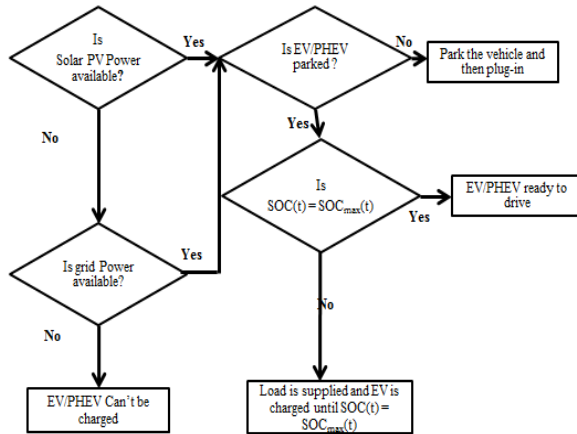 Is
Solar PV Power
available?
Yes
Is EV/PHEV
parked ?
No
Park the vehicle and
then plug-in
No
Yes
Is
SOC(t) = SOCmax(t)
Yes
EV/PHEV ready to
drive
Is grid Power
available?
Yes
No
No
EV/PHEV Can't be
charged
Load is supplied and EV is
charged until SOC(t) =
SOCmax(t)